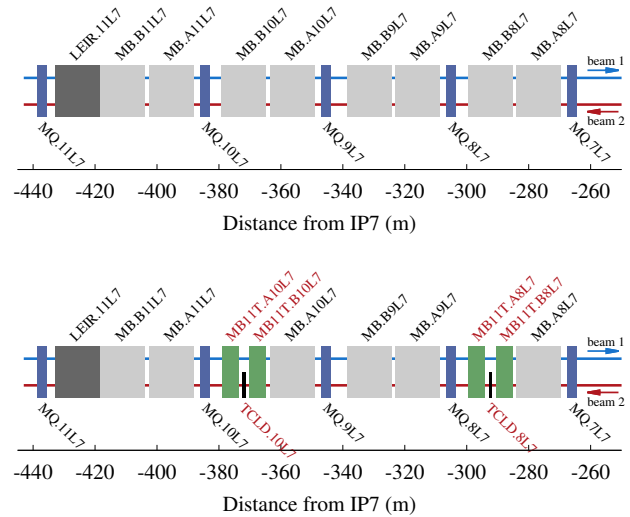 LEIR.11L7
MB.B11L7
MB.A11L7
MB.B10L7
MB.A10L7
MB.B9L7
MB.A9L7
MB.B8L7
MB.A8L7
beam 1
beam 2
MQ.11L7
MQ.10L7
MQ.9L7
MQ.8L7
MQ.7L7
-440 -420 -400 -380 -360 -340 -320 -300 -280 -260
Distance from IP7 (m)
LEIR.11L7
MB.B11L7
MB.A11L7
MB11T.A10L7
MB11T.B10L7
MB.A10L7
MB.B9L7
MB.A9L7
MB11T.A8L7
MB11T.B8L7
MB.A8L7
beam 1
beam 2
MQ.11L7
MQ.10L7
TCLD.10L7
MQ.9L7
MQ.8L7
TCLD.8L7
MQ.7L7
-440 -420 -400 -380 -360 -340 -320 -300 -280 -260
Distance from IP7 (m)